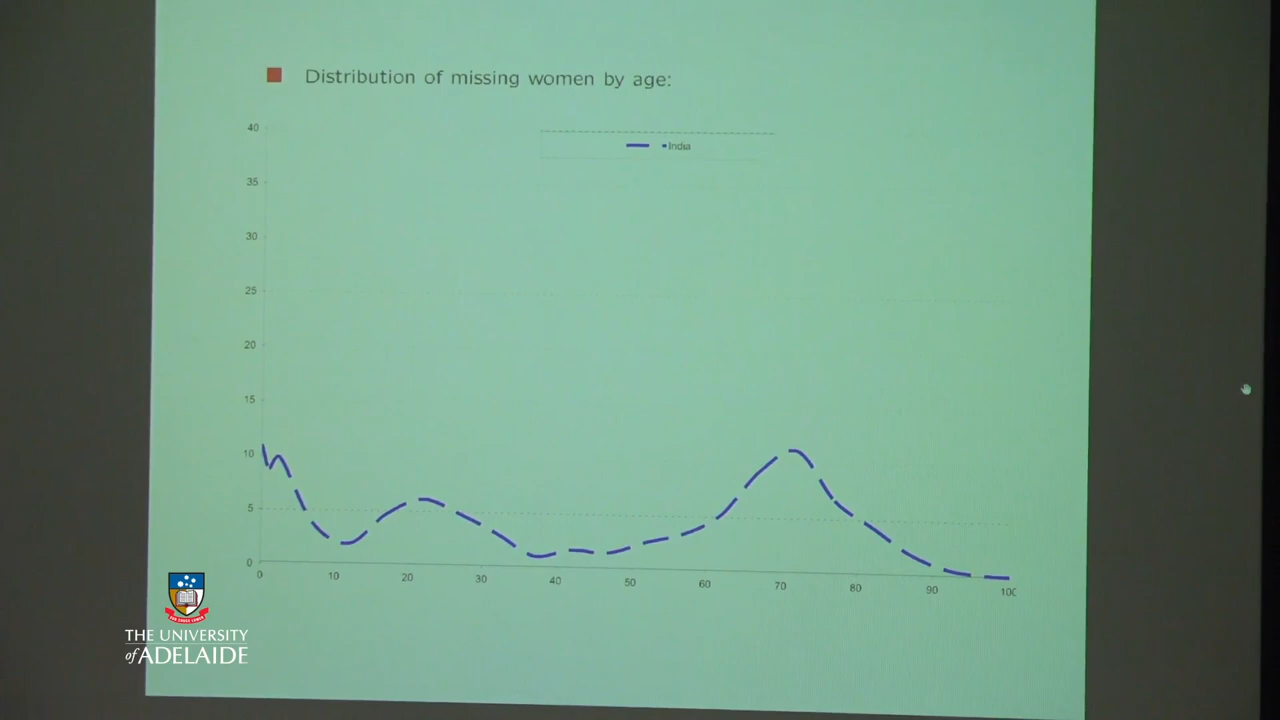 Distribution of missing women by age:
40
India
35
30
25
20
15
10
5
0
0 10 20 30 40 50 60 70 80 90 100
THE UNIVERSITY
of ADELAIDE